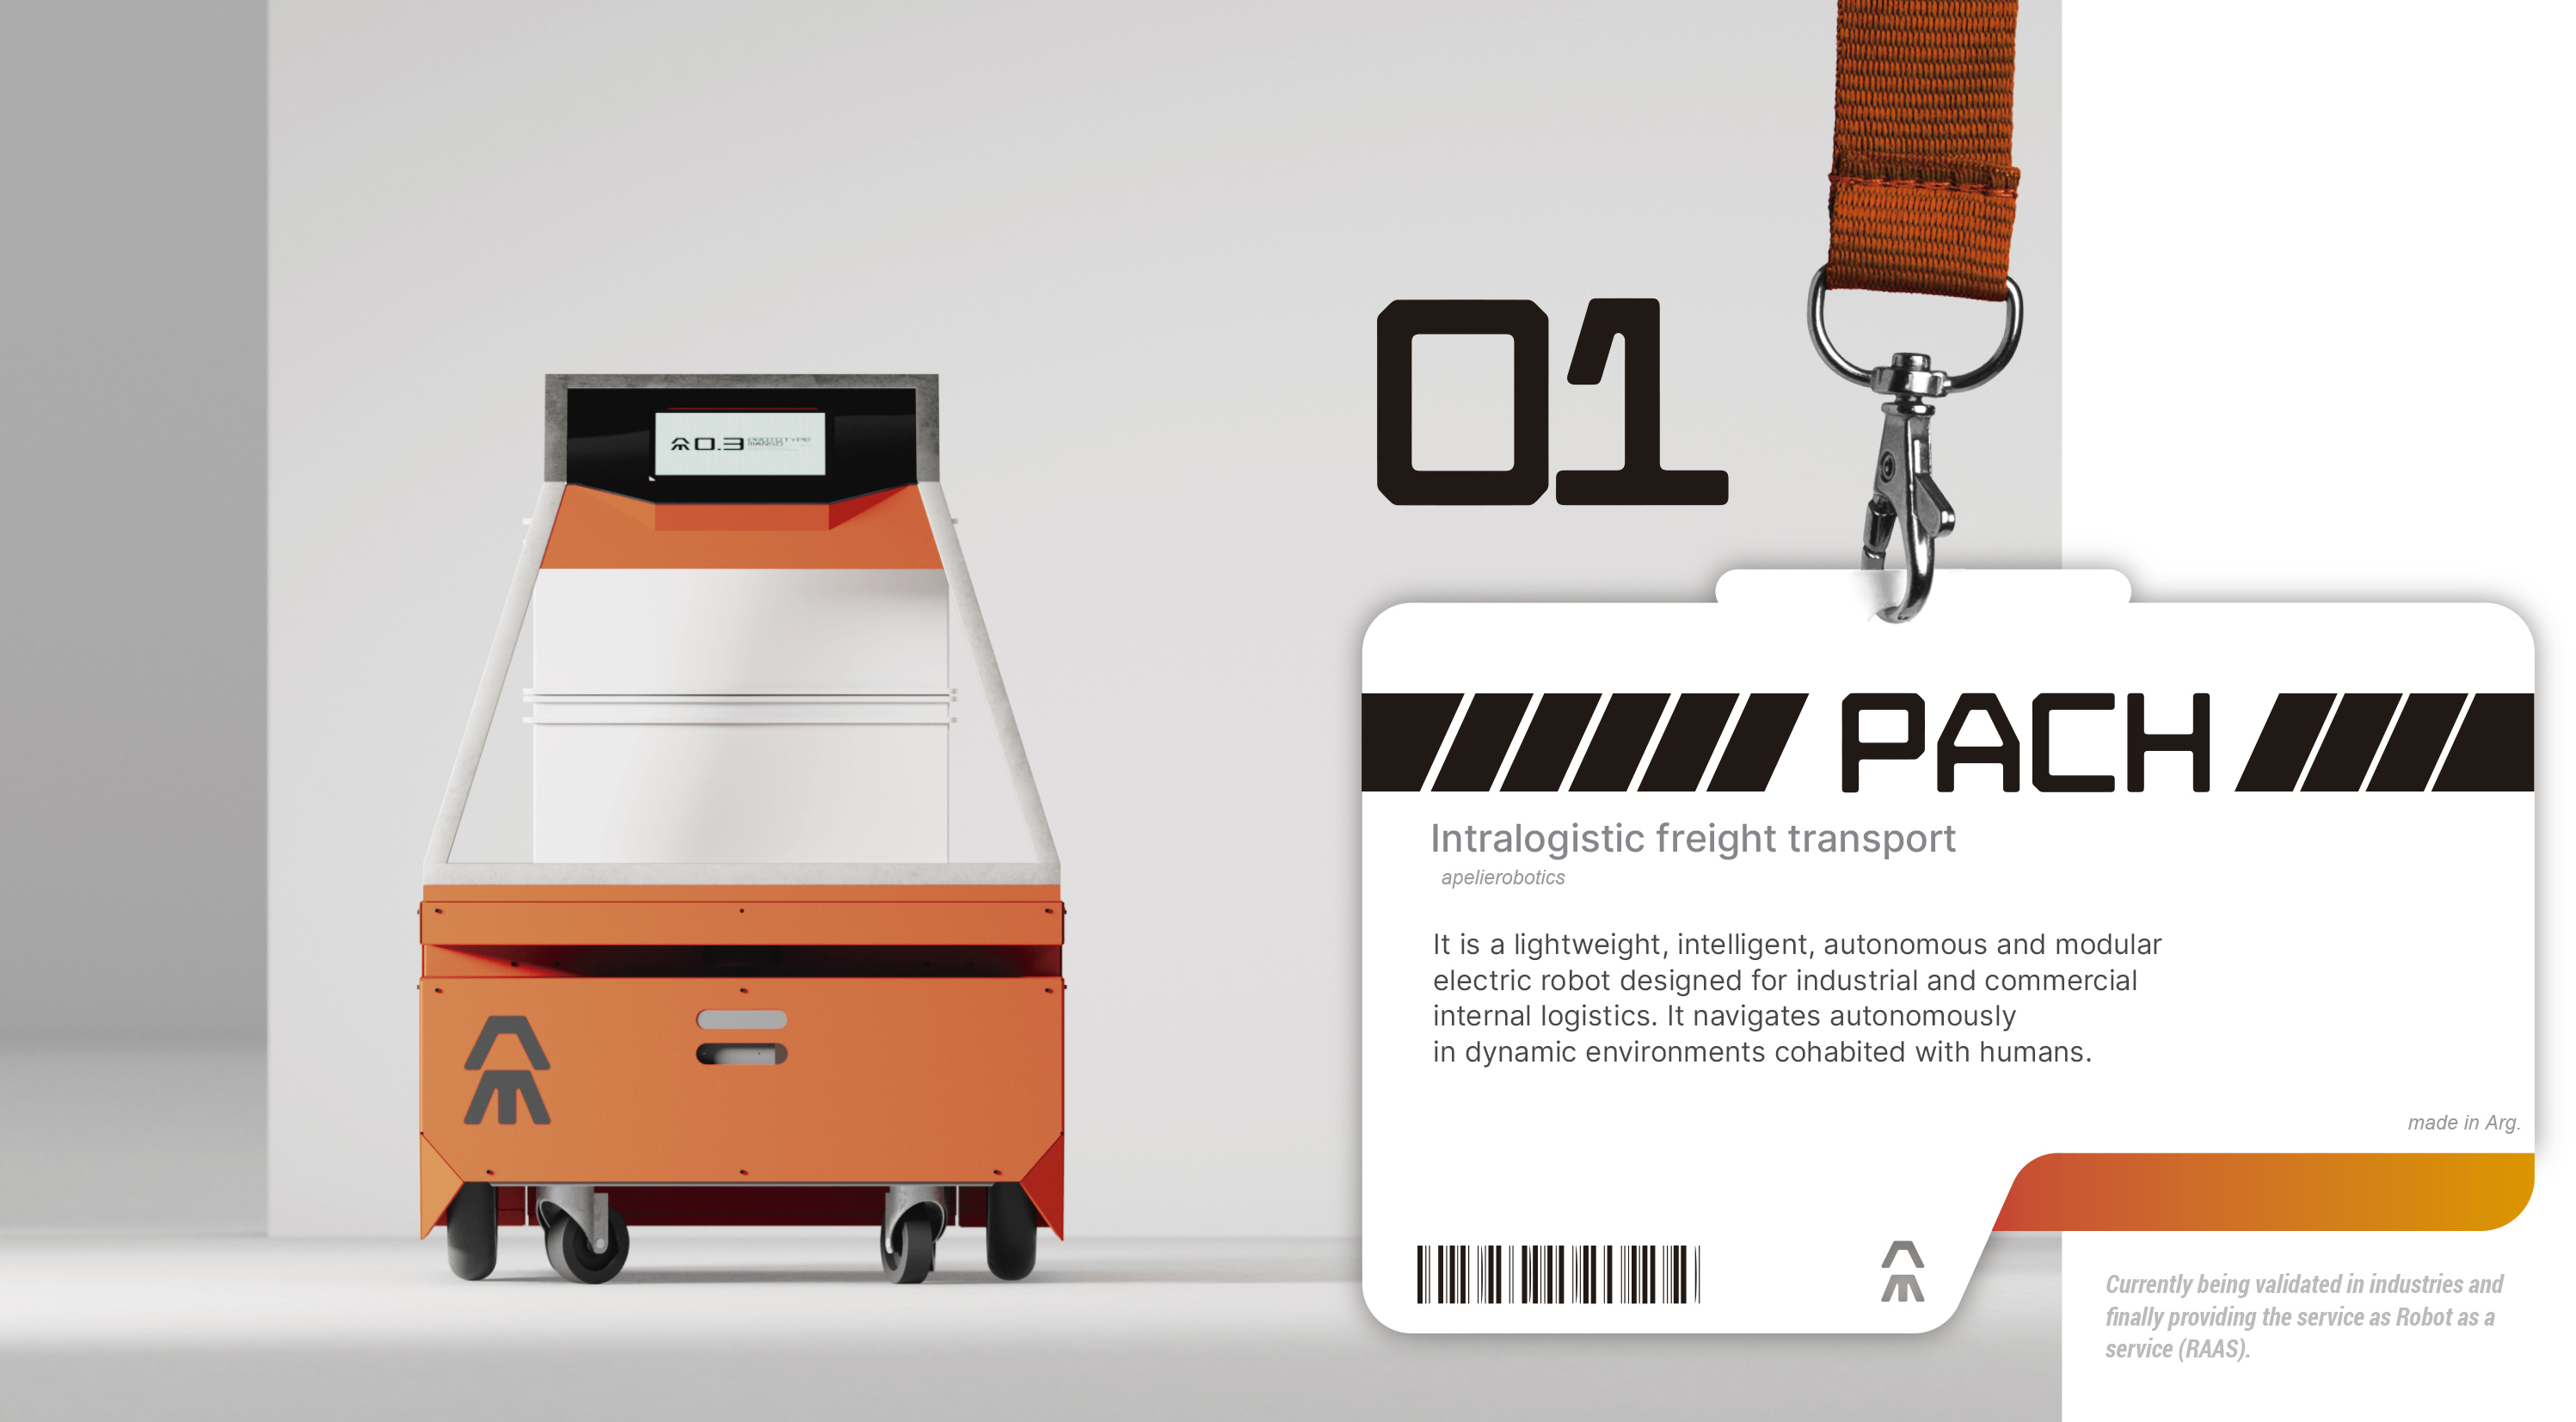 0.3 PROTOTYPE
MANGO
01
PACH
Intralogistic freight transport
apelierobotics
It is a lightweight, intelligent, autonomous and modular
electric robot designed for industrial and commercial
internal logistics. It navigates autonomously
in dynamic environments cohabited with humans.
made in Arg.
Currently being validated in industries and
finally providing the service as Robot as a
service (RAAS).